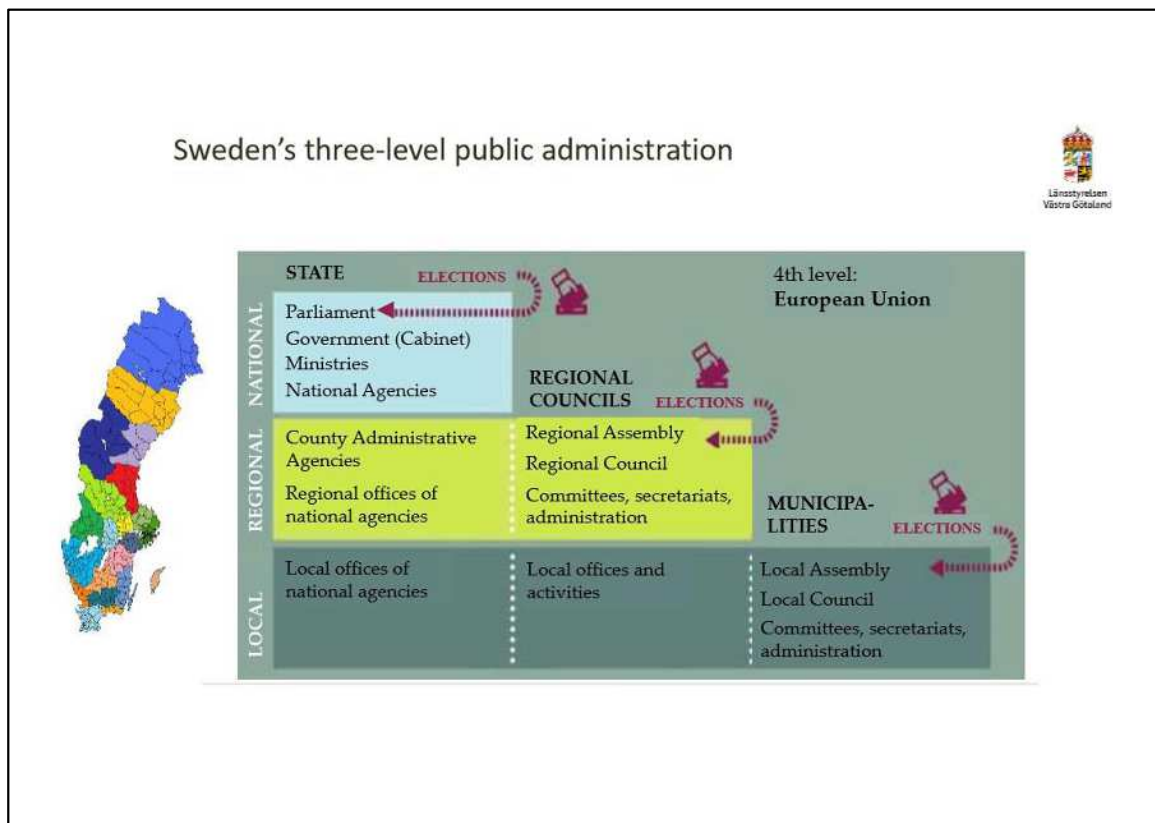 Sweden's three-level public administration
Länsstyrelsen
Västra Götaland
STATE
ELECTIONS
4th level:
European Union
NATIONAL
Parliament
Government (Cabinet)
Ministries
National Agencies
REGIONAL
COUNCILS
ELECTIONS
REGIONAL
County Administrative
Agencies
Regional offices of
national agencies
Regional Assembly
Regional Council
Committees, secretariats,
administration
MUNICIPA-
LITIES
ELECTIONS
LOCAL
Local offices of
national agencies
Local offices and
activities
Local Assembly
Local Council
Committees, secretariats,
administration